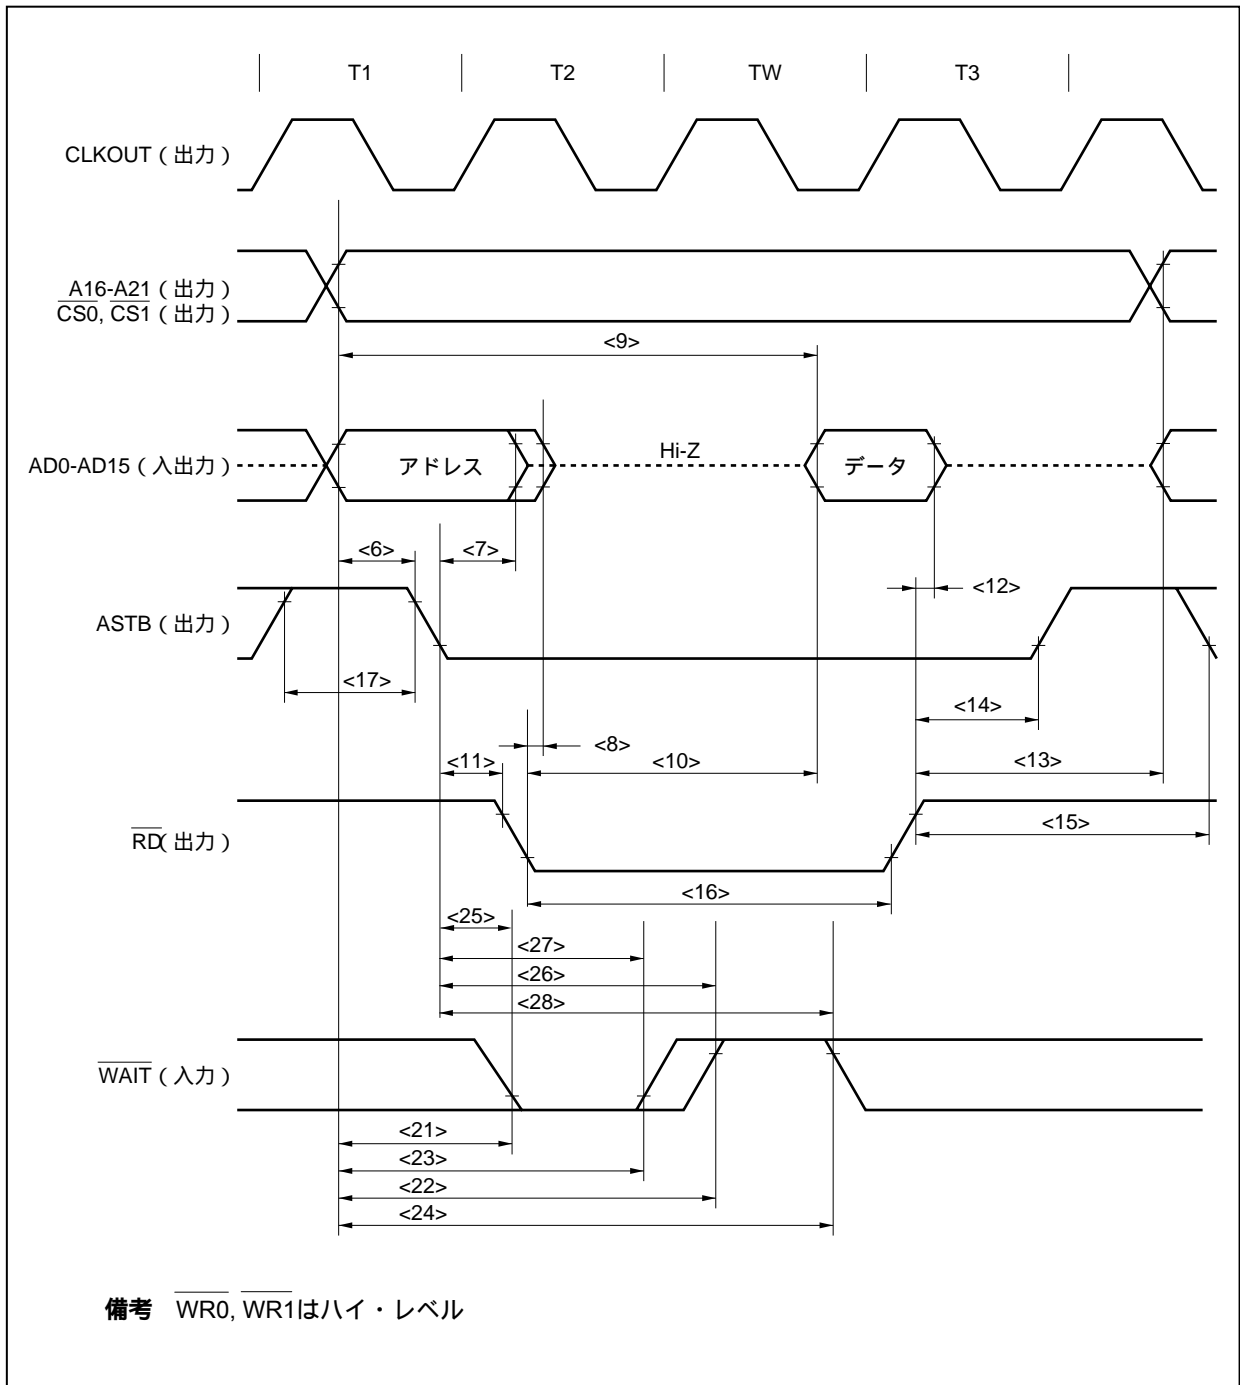 T1 T2 TW T3
CLKOUT（出力）
A16-A21（出力）
CS0, CS1（出力）
<9>
AD0-AD15（入出力）
アドレス
Hi-Z
データ
<6> <7>
<12>
ASTB（出力）
<17>
<14>
<8>
<11> <10> <13>
<15>
RD（出力）
<16>
<25>
<27>
<26>
<28>
WAIT（入力）
<21>
<23>
<22>
<24>
備考 WR0, WR1はハイ・レベル